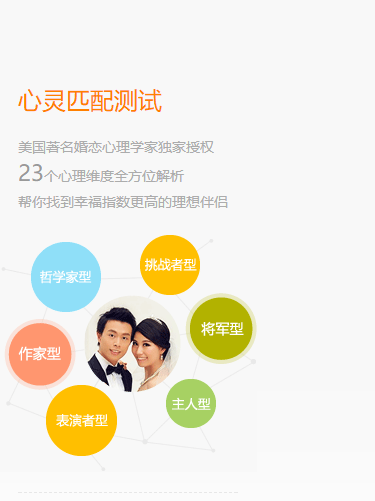 心灵匹配测试
美国著名婚恋心理学家独家授权
23个心理维度全方位解析
帮你找到幸福指数更高的理想伴侣
挑战者型
哲学家型
将军型
作家型
主人型
表演者型